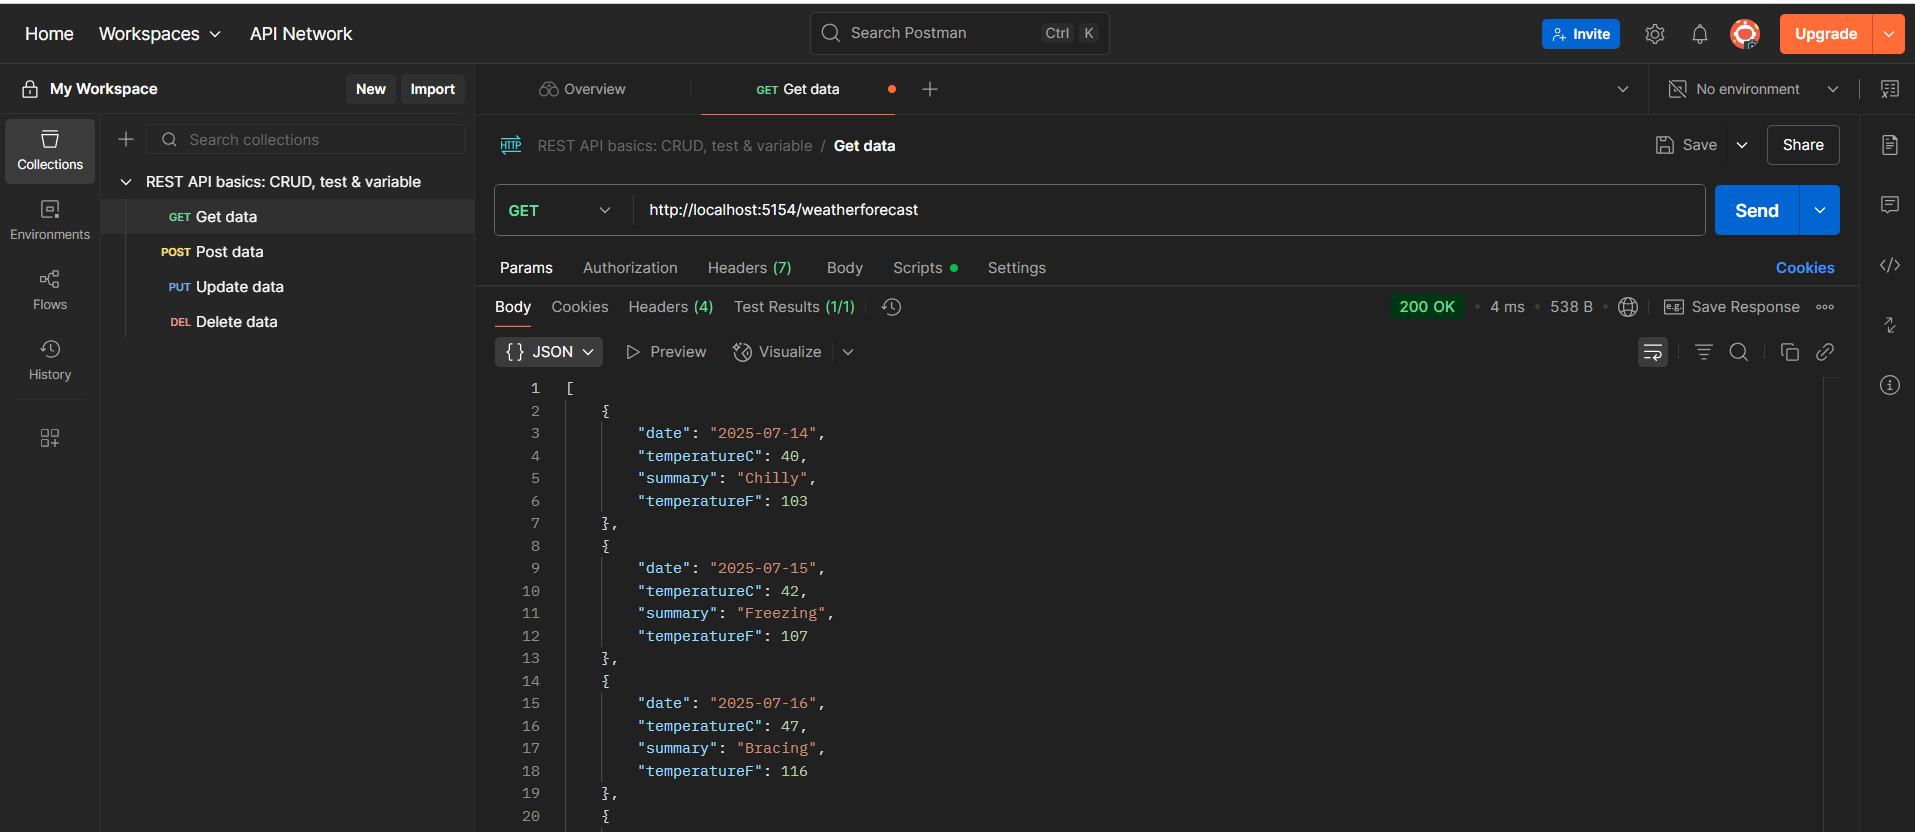 Home Workspaces API Network Search Postman Ctrl K Invite Upgrade
My Workspace New Import Overview GET Get data No environment
Collections
Environments
Flows
History
Search collections
REST API basics: CRUD, test & variable
GET Get data
POST Post data
PUT Update data
DEL Delete data
HTTP REST API basics: CRUD, test & variable / Get data Save Share
GET http://localhost:5154/weatherforecast Send
Params Authorization Headers (7) Body Scripts Settings Cookies
Body Cookies Headers (4) Test Results (1/1) 200 OK • 4 ms • 538 B • e.g. Save Response
{} JSON Preview Visualize
1 [
2 {
3 "date": "2025-07-14",
4 "temperatureC": 40,
5 "summary": "Chilly",
6 "temperatureF": 103
7 },
8 {
9 "date": "2025-07-15",
10 "temperatureC": 42,
11 "summary": "Freezing",
12 "temperatureF": 107
13 },
14 {
15 "date": "2025-07-16",
16 "temperatureC": 47,
17 "summary": "Bracing",
18 "temperatureF": 116
19 },
20 {